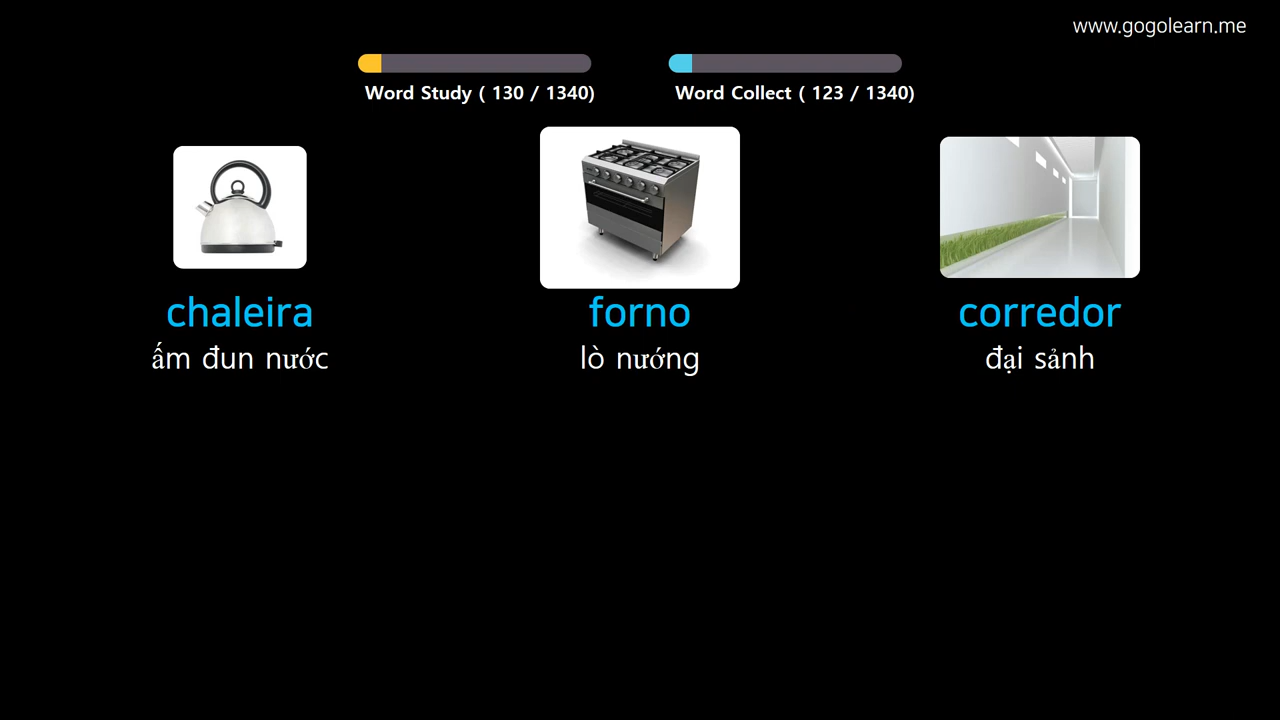 www.gogolearn.me
Word Study ( 130 / 1340)
Word Collect ( 123 / 1340)
chaleira
ấm đun nước
forno
lò nướng
corredor
đại sảnh